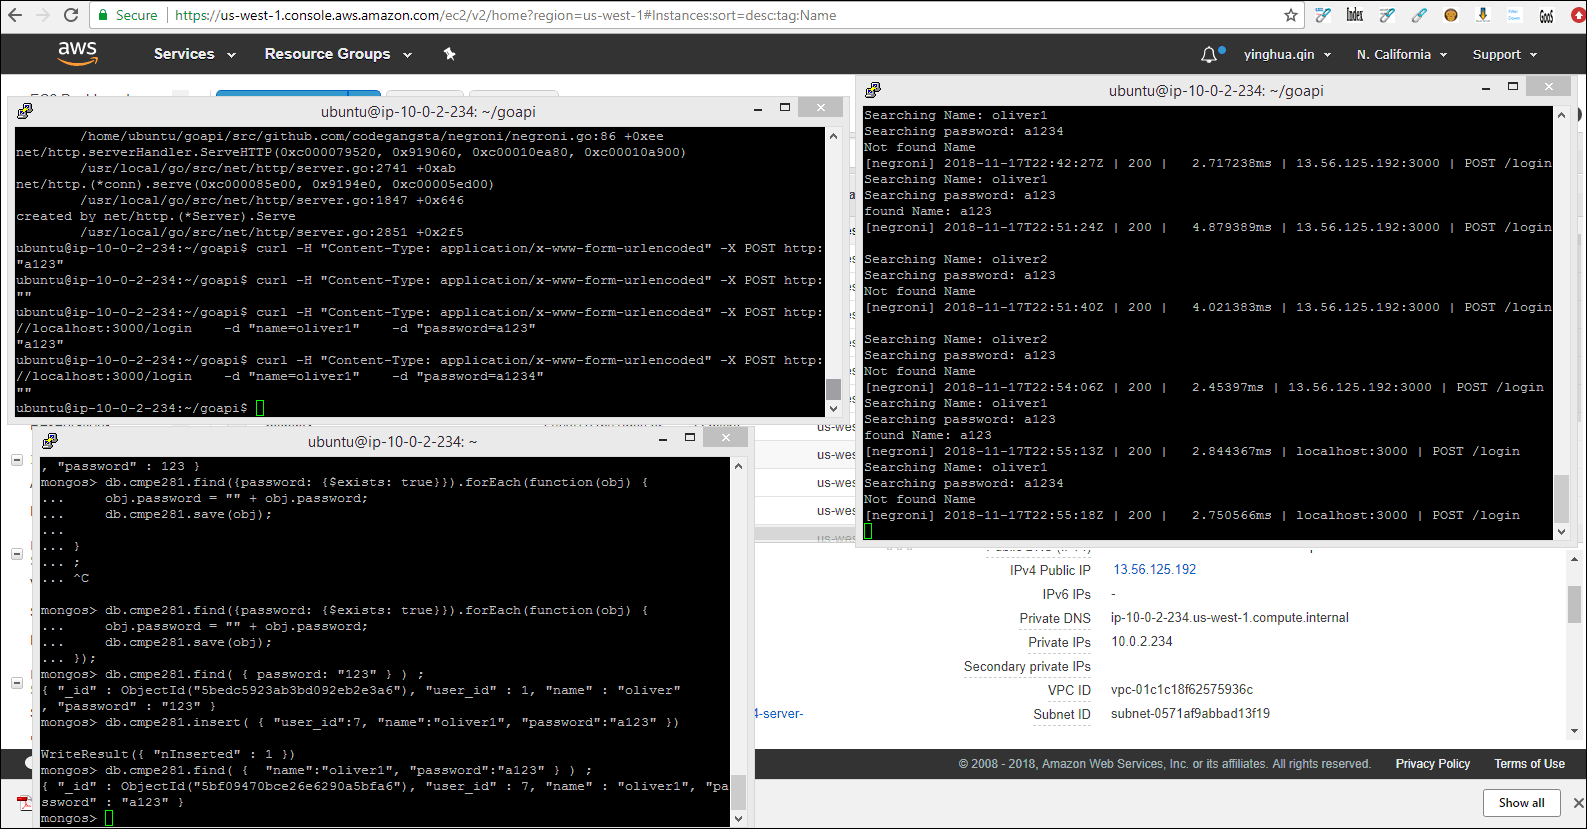 Secure | https://us-west-1.console.aws.amazon.com/ec2/v2/home?region=us-west-1#Instances:sort=desc:tag:Name
Index
GooS
aws Services Resource Groups yinghua.qin N. California Support
ubuntu@ip-10-0-2-234: ~/goapi
/home/ubuntu/goapi/src/github.com/codegangsta/negroni/negroni.go:86 +0xee
net/http.serverHandler.ServeHTTP(0xc000079520, 0x919060, 0xc00010ea80, 0xc00010a900)
/usr/local/go/src/net/http/server.go:2741 +0xab
net/http.(*conn).serve(0xc000085e00, 0x9194e0, 0xc00005ed00)
/usr/local/go/src/net/http/server.go:1847 +0x646
created by net/http.(*Server).Serve
/usr/local/go/src/net/http/server.go:2851 +0x2f5
ubuntu@ip-10-0-2-234:~/goapi$ curl -H "Content-Type: application/x-www-form-urlencoded" -X POST http:
"a123"
ubuntu@ip-10-0-2-234:~/goapi$ curl -H "Content-Type: application/x-www-form-urlencoded" -X POST http:
""
ubuntu@ip-10-0-2-234:~/goapi$ curl -H "Content-Type: application/x-www-form-urlencoded" -X POST http:
//localhost:3000/login -d "name=oliver1" -d "password=a123"
"a123"
ubuntu@ip-10-0-2-234:~/goapi$ curl -H "Content-Type: application/x-www-form-urlencoded" -X POST http:
//localhost:3000/login -d "name=oliver1" -d "password=a1234"
""
ubuntu@ip-10-0-2-234:~/goapi$
ubuntu@ip-10-0-2-234: ~/goapi
Searching Name: oliver1
Searching password: a1234
Not found Name
[negroni] 2018-11-17T22:42:27Z | 200 | 2.717238ms | 13.56.125.192:3000 | POST /login
Searching Name: oliver1
Searching password: a123
found Name: a123
[negroni] 2018-11-17T22:51:24Z | 200 | 4.879389ms | 13.56.125.192:3000 | POST /login
Searching Name: oliver2
Searching password: a123
Not found Name
[negroni] 2018-11-17T22:51:40Z | 200 | 4.021383ms | 13.56.125.192:3000 | POST /login
Searching Name: oliver2
Searching password: a123
Not found Name
[negroni] 2018-11-17T22:54:06Z | 200 | 2.45397ms | 13.56.125.192:3000 | POST /login
Searching Name: oliver1
Searching password: a123
found Name: a123
[negroni] 2018-11-17T22:55:13Z | 200 | 2.844367ms | localhost:3000 | POST /login
Searching Name: oliver1
Searching password: a1234
Not found Name
[negroni] 2018-11-17T22:55:18Z | 200 | 2.750566ms | localhost:3000 | POST /login
ubuntu@ip-10-0-2-234: ~
, "password" : 123 }
mongos> db.cmpe281.find({password: {$exists: true}}).forEach(function(obj) {
... obj.password = "" + obj.password;
... db.cmpe281.save(obj);
...
... }
... ;
... ^C
mongos> db.cmpe281.find({password: {$exists: true}}).forEach(function(obj) {
... obj.password = "" + obj.password;
... db.cmpe281.save(obj);
... });
mongos> db.cmpe281.find( { password: "123" } ) ;
{ "_id" : ObjectId("5bedc5923ab3bd092eb2e3a6"), "user_id" : 1, "name" : "oliver"
, "password" : "123" }
mongos> db.cmpe281.insert( { "user_id":7, "name":"oliver1", "password":"a123" })
WriteResult({ "nInserted" : 1 })
mongos> db.cmpe281.find( { "name":"oliver1", "password":"a123" } ) ;
{ "_id" : ObjectId("5bf09470bce26e6290a5bfa6"), "user_id" : 7, "name" : "oliver1", "pa
ssword" : "a123" }
mongos>
us-wes
us-wes
us-wes
us-wes
us-wes
4-server-
IPv4 Public IP 13.56.125.192
IPv6 IPs -
Private DNS ip-10-0-2-234.us-west-1.compute.internal
Private IPs 10.0.2.234
Secondary private IPs
VPC ID vpc-01c1c18f62575936c
Subnet ID subnet-0571af9abbad13f19
© 2008 - 2018, Amazon Web Services, Inc. or its affiliates. All rights reserved. Privacy Policy Terms of Use
Show all